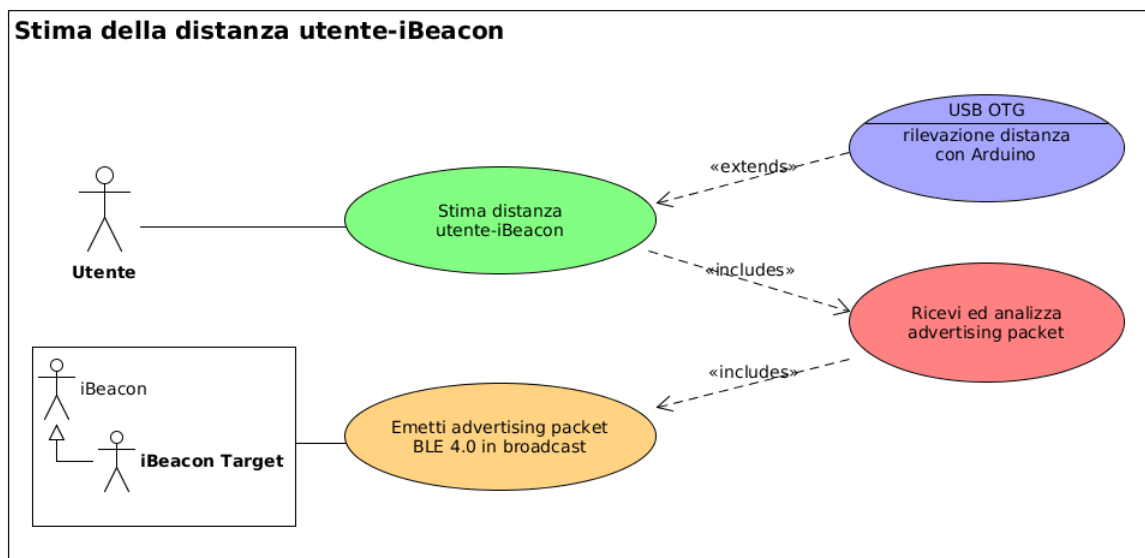 Stima della distanza utente-iBeacon
USB OTG
rilevazione distanza
con Arduino
«extends»
Stima distanza
utente-iBeacon
Utente
«includes»
Ricevi ed analizza
advertising packet
«includes»
iBeacon
iBeacon Target
Emetti advertising packet
BLE 4.0 in broadcast